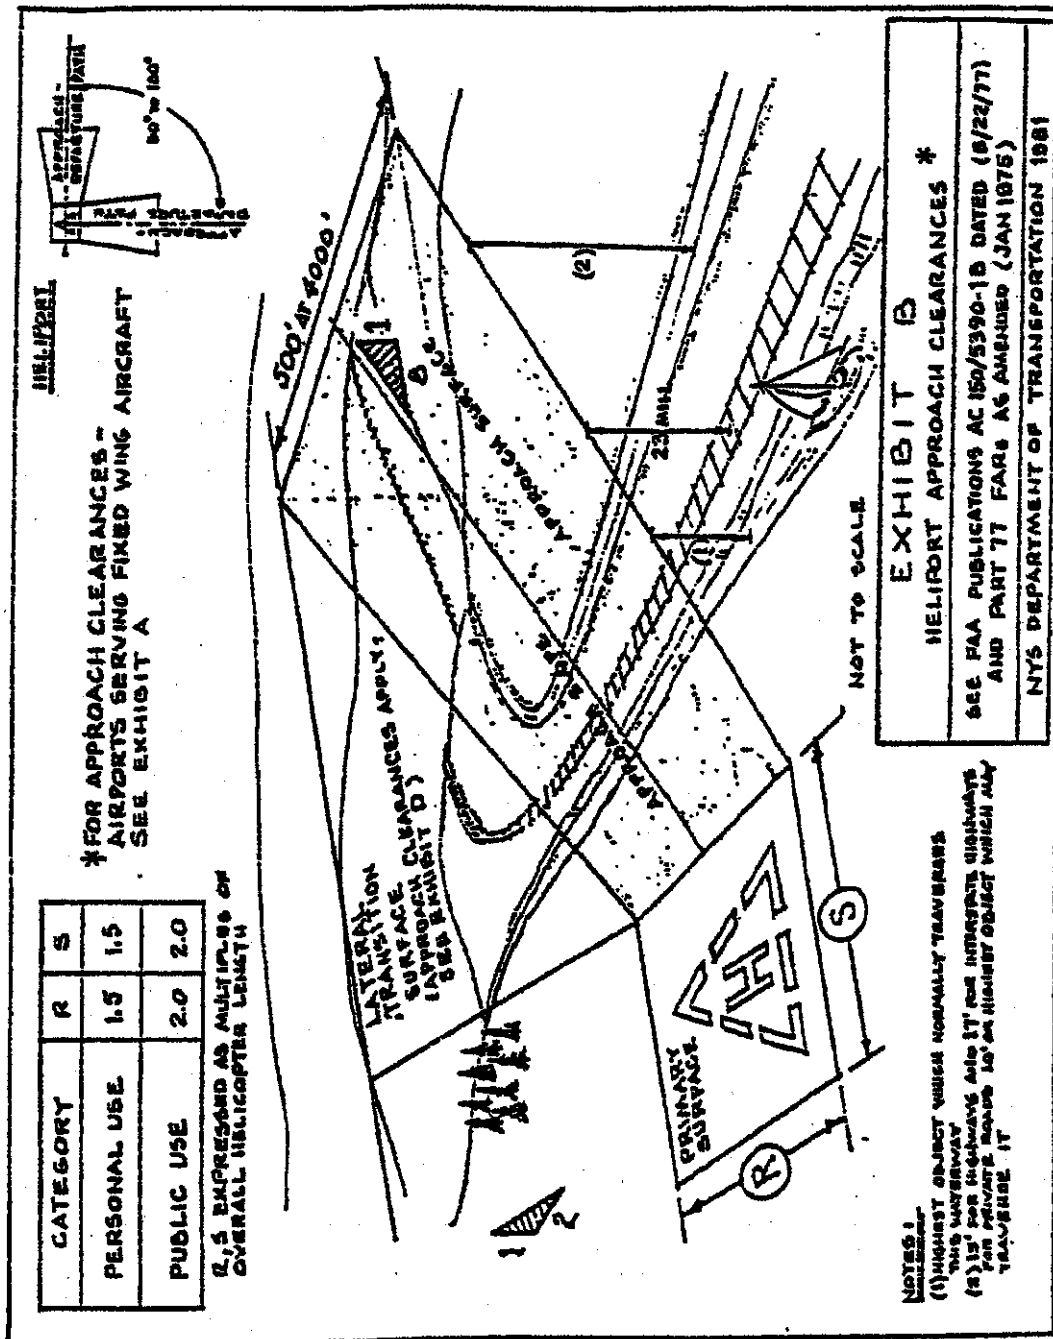 CATEGORY R S
PERSONAL USE 1.5 1.5
PUBLIC USE 2.0 2.0
R,S EXPRESSED AS MULTIPLES OF
OVERALL HELICOPTER LENGTH
*FOR APPROACH CLEARANCES -
AIRPORTS SERVING FIXED WING AIRCRAFT
SEE EXHIBIT A
HELIPORT
APPROACH -
DEPARTURE PATH
90° TO 180°
500' AT 4000'
1
8
APPROACH SURFACE
LATERAL
TRANSITION
SURFACE
(APPROACH CLEARANCES APPLY:
SEE EXHIBIT D)
1
2
(2)
23' MIN
(1)
PRIMARY
SURFACE
H
R
S
NOT TO SCALE
NOTES:
(1) HIGHEST OBJECT WHICH NORMALLY TRAVERSES
THIS WATERWAY
(2) 15' FOR HIGHWAYS AND 17' FOR INTERSTATE HIGHWAYS
FOR PRIVATE ROADS 10' OR HIGHEST OBJECT WHICH MAY
TRAVERSE IT
EXHIBIT B
HELIPORT APPROACH CLEARANCES *
SEE FAA PUBLICATIONS AC 150/5390-1B DATED (8/22/77)
AND PART 77 FARs AS AMENDED (JAN 1975)
NYS DEPARTMENT OF TRANSPORTATION 1981